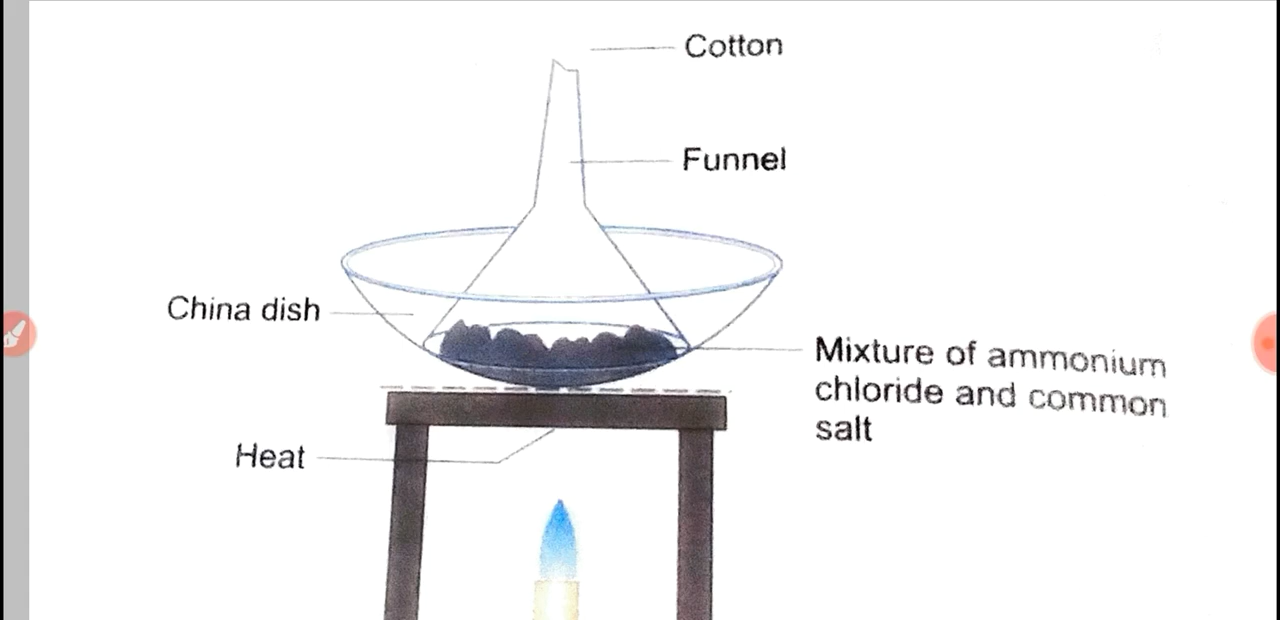 Cotton
Funnel
China dish
Mixture of ammonium
chloride and common
salt
Heat